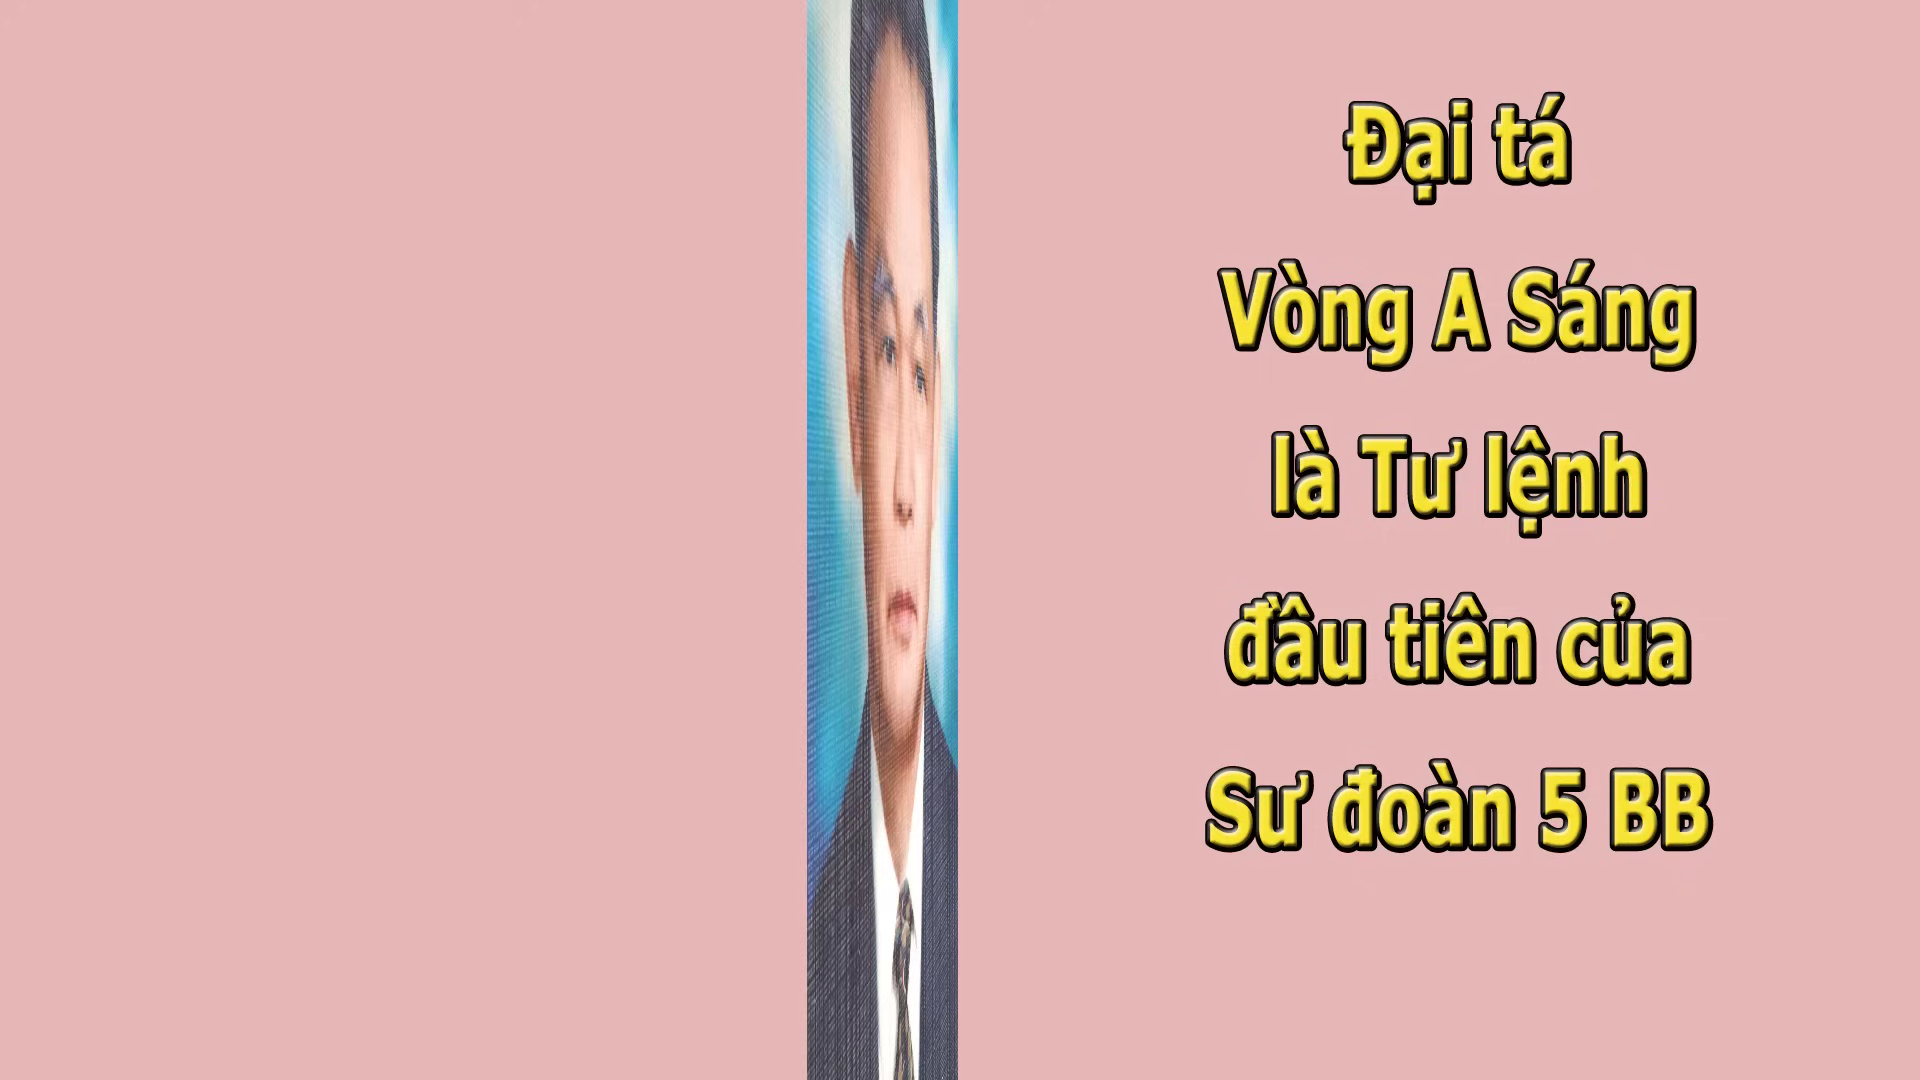 Đại tá
Vòng A Sáng
là Tư lệnh
đầu tiên của
Sư đoàn 5 BB